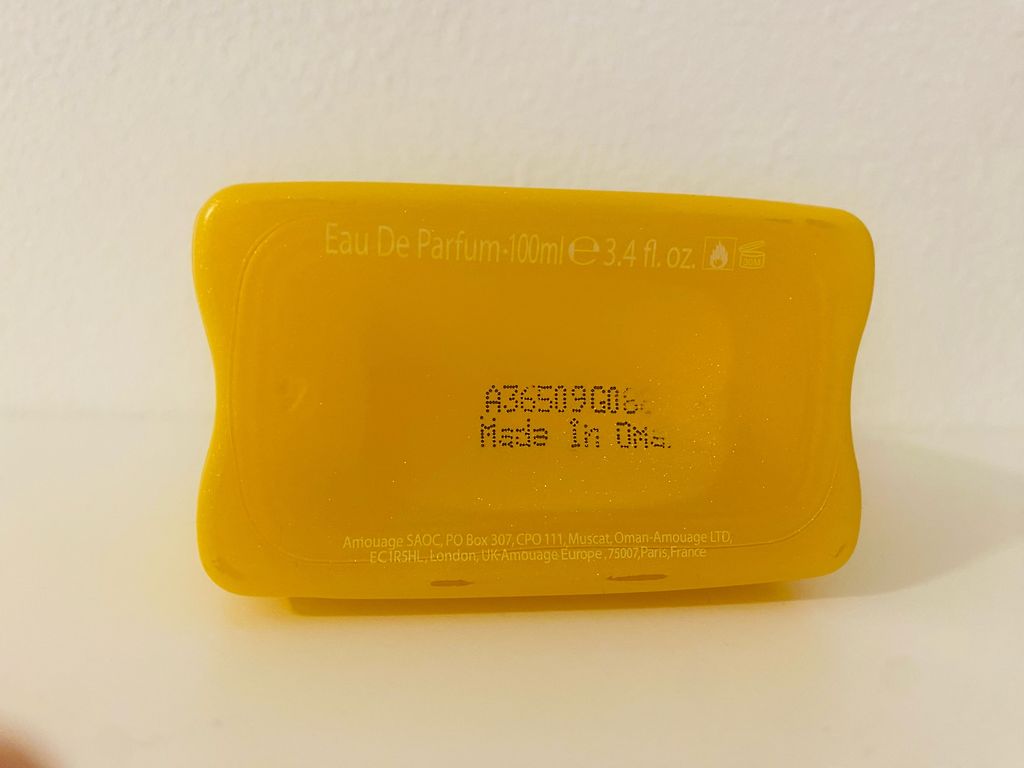 Eau De Parfum•100ml ℮ 3.4 fl. oz. 30M
Made In
Amouage SAOC, PO Box 307, CPO 111, Muscat, Oman-Amouage LTD,
EC1R5HL, London, UK-Amouage Europe, 75007, Paris, France